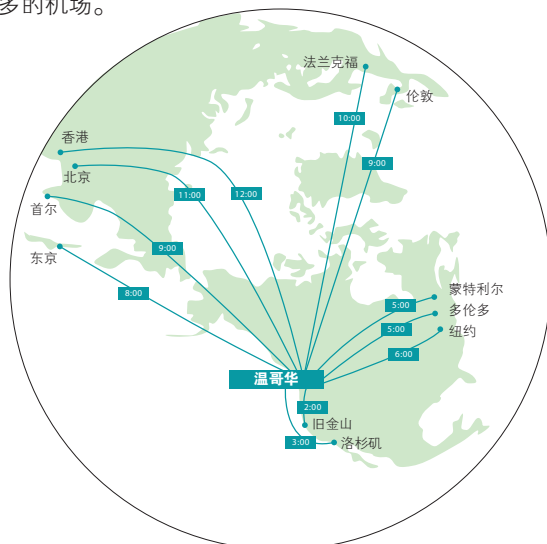 多的机场。
法兰克福
伦敦
10:00
香港
9:00
北京
11:00
12:00
首尔
9:00
东京
8:00
蒙特利尔
5:00
多伦多
5:00
纽约
6:00
温哥华
2:00
旧金山
3:00
洛杉矶